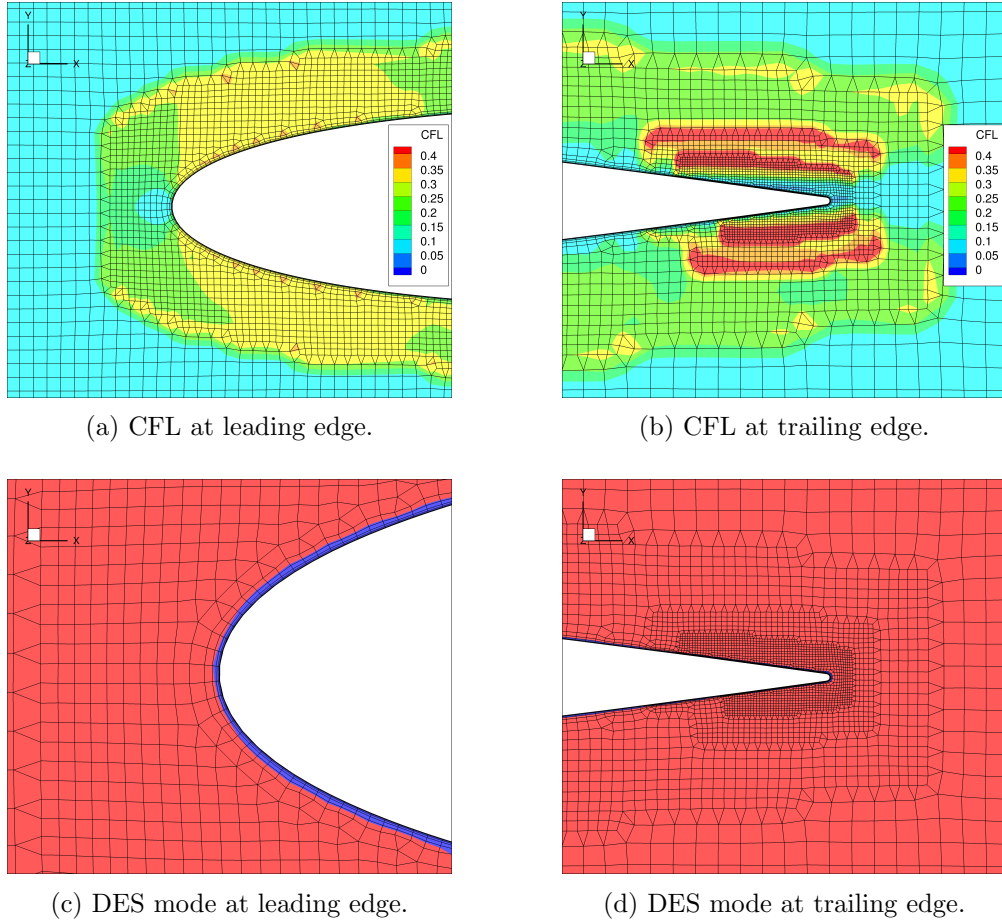 Y
Z X
CFL
0.4
0.35
0.3
0.25
0.2
0.15
0.1
0.05
0
Y
Z X
CFL
0.4
0.35
0.3
0.25
0.2
0.15
0.1
0.05
0
(a) CFL at leading edge.
(b) CFL at trailing edge.
Y
Z X
Y
Z X
(c) DES mode at leading edge.
(d) DES mode at trailing edge.